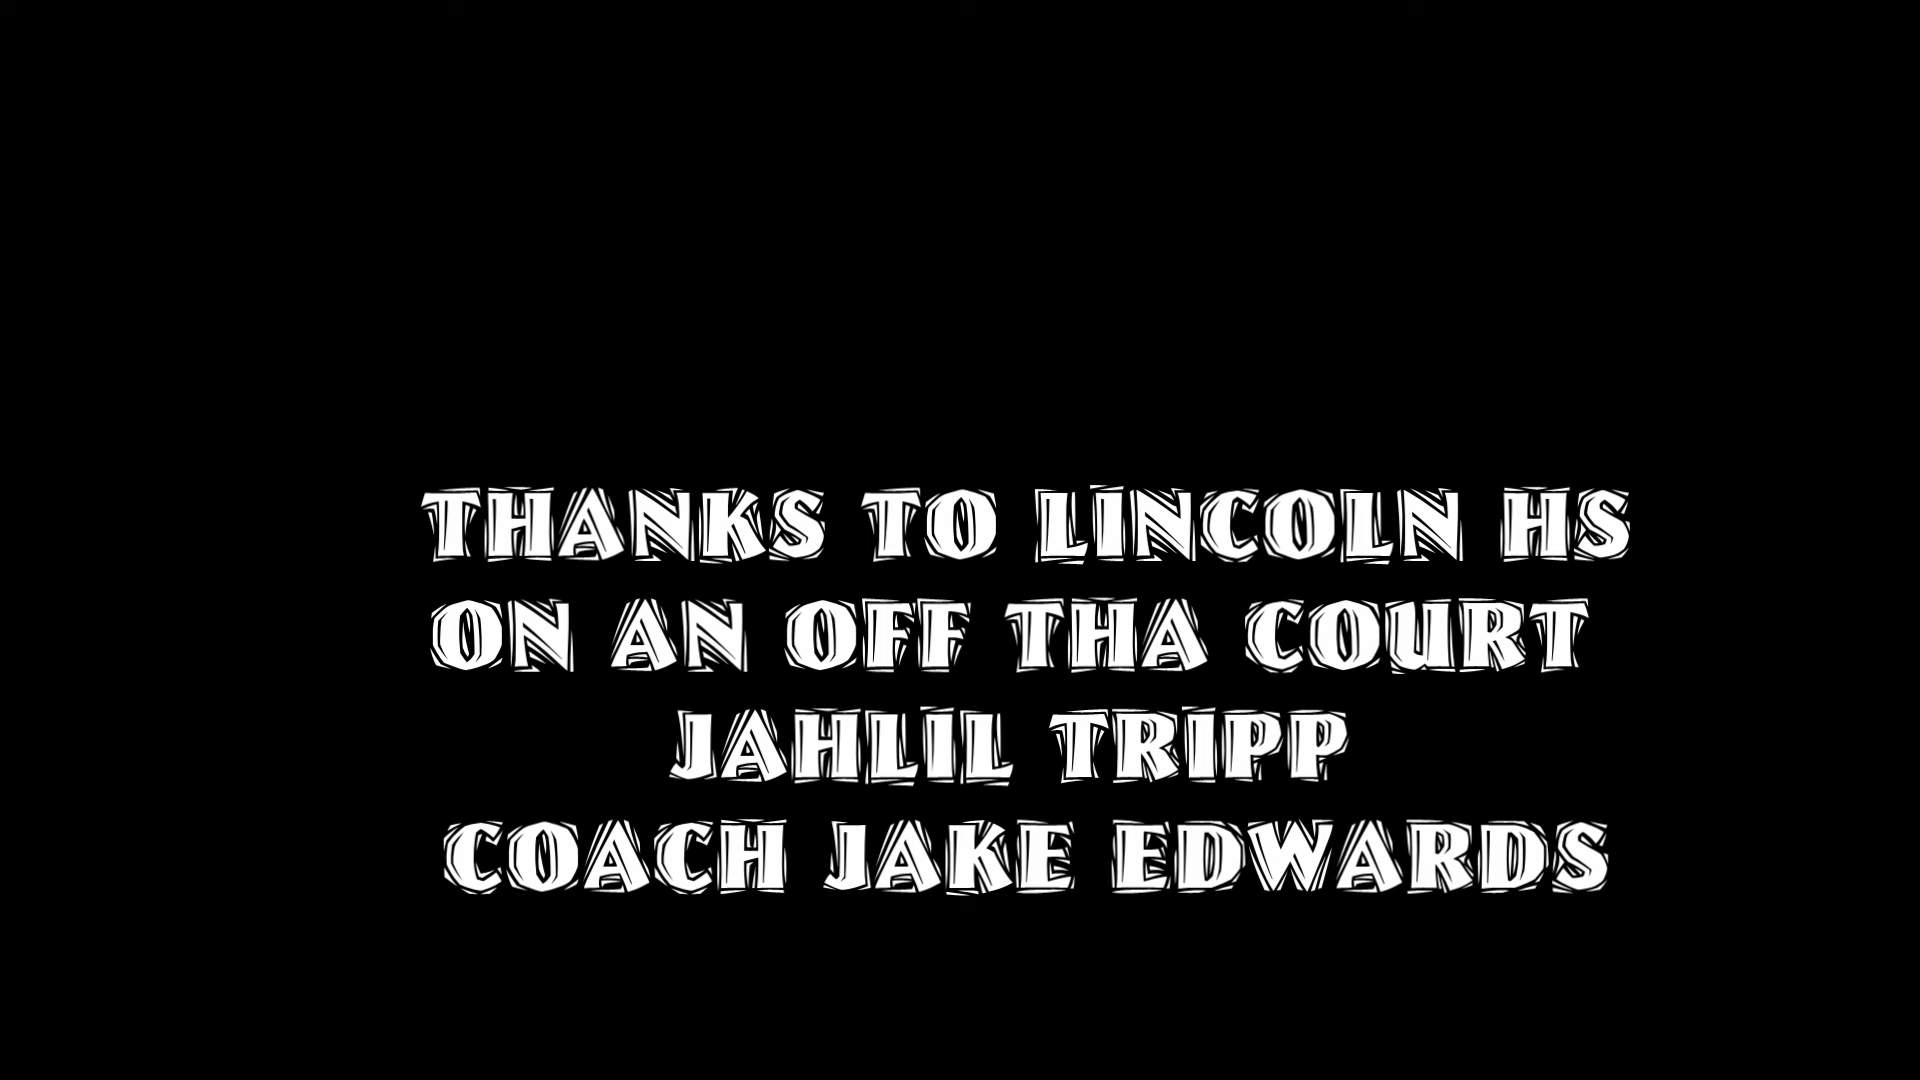 THANKS TO LINCOLN HS
ON AN OFF THA COURT
JAHLIL TRIPP
COACH JAKE EDWARDS